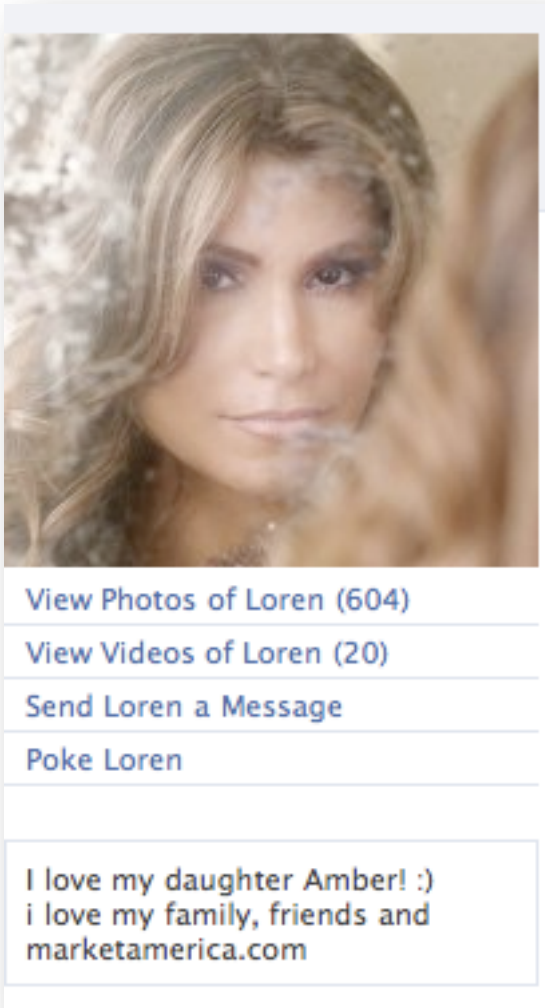 View Photos of Loren (604)
View Videos of Loren (20)
Send Loren a Message
Poke Loren
I love my daughter Amber! :)
i love my family, friends and
marketamerica.com